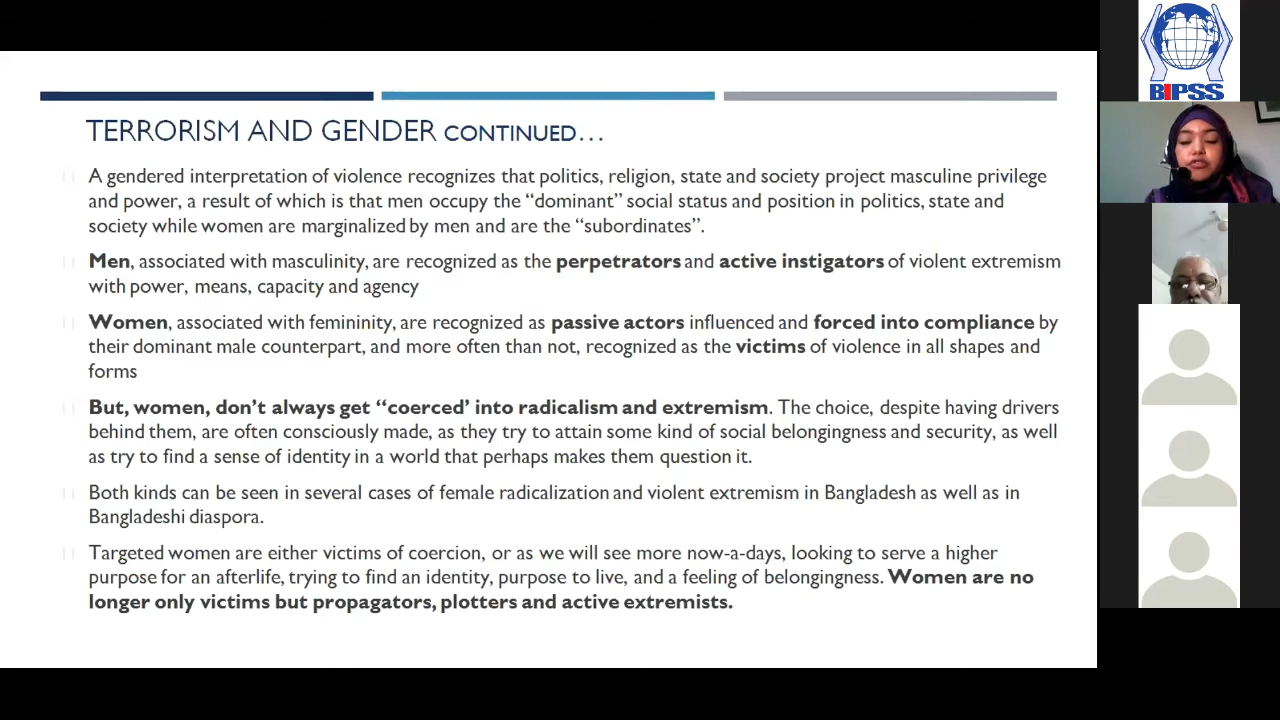 TERRORISM AND GENDER CONTINUED…
A gendered interpretation of violence recognizes that politics, religion, state and society project masculine privilege
and power, a result of which is that men occupy the “dominant” social status and position in politics, state and
society while women are marginalized by men and are the “subordinates”.
Men, associated with masculinity, are recognized as the perpetrators and active instigators of violent extremism
with power, means, capacity and agency
Women, associated with femininity, are recognized as passive actors influenced and forced into compliance by
their dominant male counterpart, and more often than not, recognized as the victims of violence in all shapes and
forms
But, women, don’t always get “coerced’ into radicalism and extremism. The choice, despite having drivers
behind them, are often consciously made, as they try to attain some kind of social belongingness and security, as well
as try to find a sense of identity in a world that perhaps makes them question it.
Both kinds can be seen in several cases of female radicalization and violent extremism in Bangladesh as well as in
Bangladeshi diaspora.
Targeted women are either victims of coercion, or as we will see more now-a-days, looking to serve a higher
purpose for an afterlife, trying to find an identity, purpose to live, and a feeling of belongingness. Women are no
longer only victims but propagators, plotters and active extremists.
BIPSS